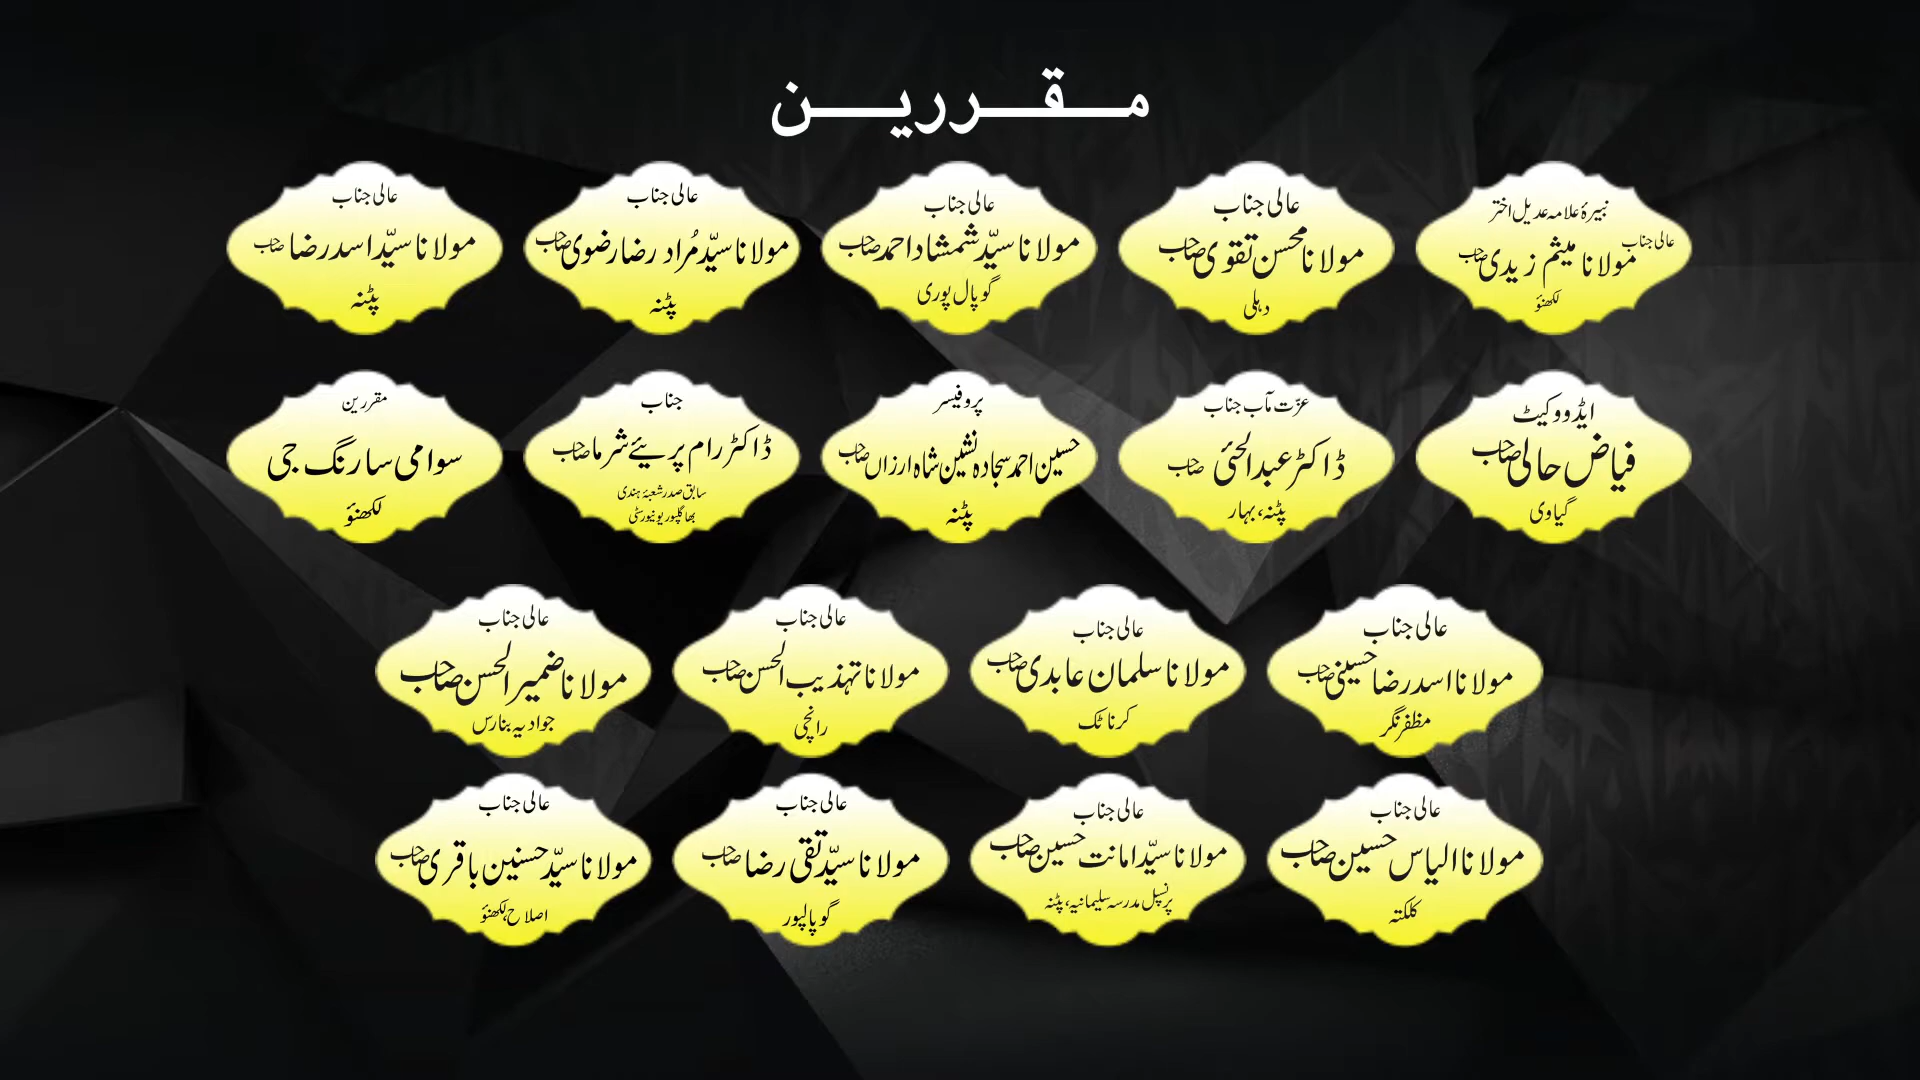 مقررین
نبیرۂ علامہ عدیل اختر
عالی جناب
مولانا میثم زیدی صاحب
لکھنؤ
عالی جناب
مولانا محسن تقوی صاحب
دہلی
عالی جناب
مولانا سیّد شمشاد احمد صاحب
گوپال پوری
عالی جناب
مولانا سیّد مُراد رضا رضوی صاحب
پٹنہ
عالی جناب
مولانا سیّد اسد رضا صاحب
پٹنہ
ایڈووکیٹ
فیاض حالی صاحب
گیاوی
عزّت مآب جناب
ڈاکٹر عبدالحئی صاحب
پٹنہ، بہار
پروفیسر
حسین احمد سجادہ نشین شاہ ارزاں صاحب
پٹنہ
جناب
ڈاکٹر رام پریئے شرما صاحب
سابق صدر شعبۂ ہندی
بھاگلپور یونیورسٹی
مقررین
سوامی سارنگ جی
لکھنؤ
عالی جناب
مولانا اسد رضا حسینی صاحب
مظفرنگر
عالی جناب
مولانا سلمان عابدی صاحب
کرناٹک
عالی جناب
مولانا تہذیب الحسن صاحب
رانچی
عالی جناب
مولانا ضمیر الحسن صاحب
جوادیہ بنارس
عالی جناب
مولانا الیاس حسین صاحب
کلکتہ
عالی جناب
مولانا سیّد امانت حسین صاحب
پرنسپل مدرسہ سلیمانیہ، پٹنہ
عالی جناب
مولانا سیّد تقی رضا صاحب
گوپالپور
عالی جناب
مولانا سیّد حسنین باقری صاحب
اصلاح، لکھنؤ